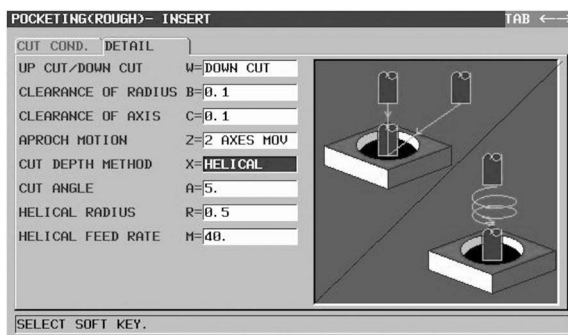 POCKETING(ROUGH)- INSERT TAB ←→
CUT COND. DETAIL
UP CUT/DOWN CUT W=DOWN CUT
CLEARANCE OF RADIUS B=0.1
CLEARANCE OF AXIS C=0.1
APROCH MOTION Z=2 AXES MOV
CUT DEPTH METHOD X=HELICAL
CUT ANGLE A=5.
HELICAL RADIUS R=0.5
HELICAL FEED RATE M=40.
SELECT SOFT KEY.